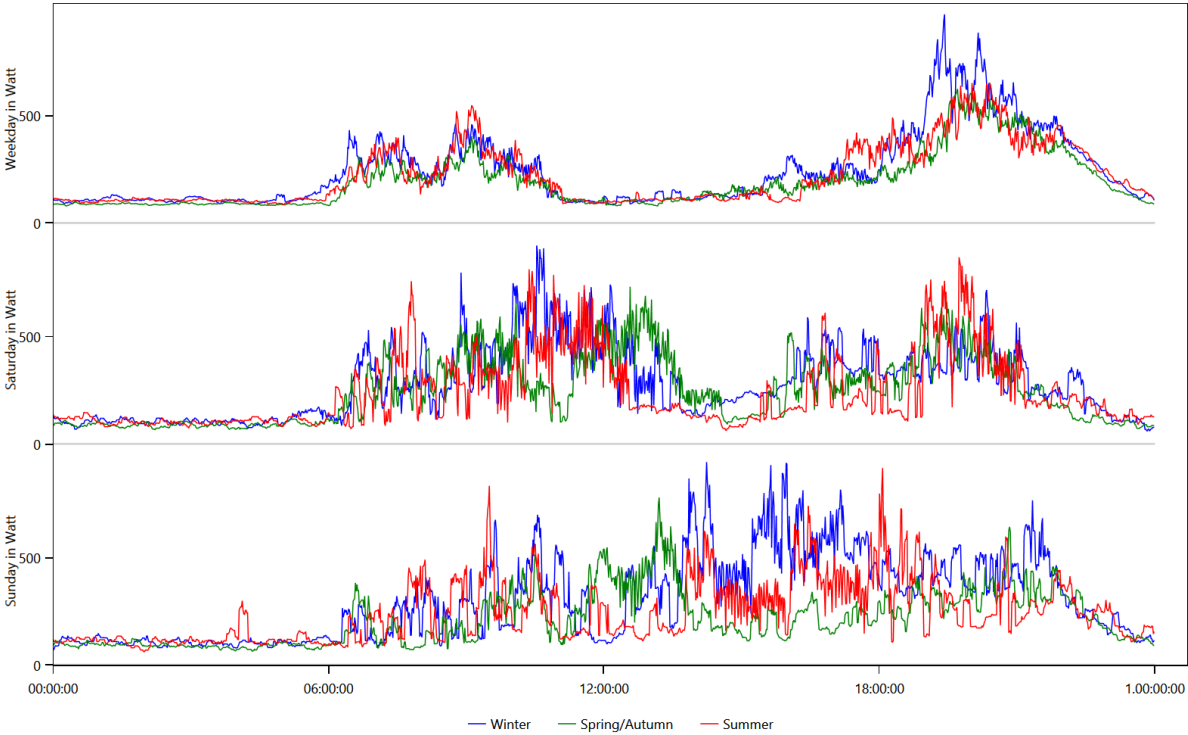 Weekday in Watt
500
0
Saturday in Watt
500
0
Sunday in Watt
500
0
00:00:00 06:00:00 12:00:00 18:00:00 1.00:00:00
Winter Spring/Autumn Summer